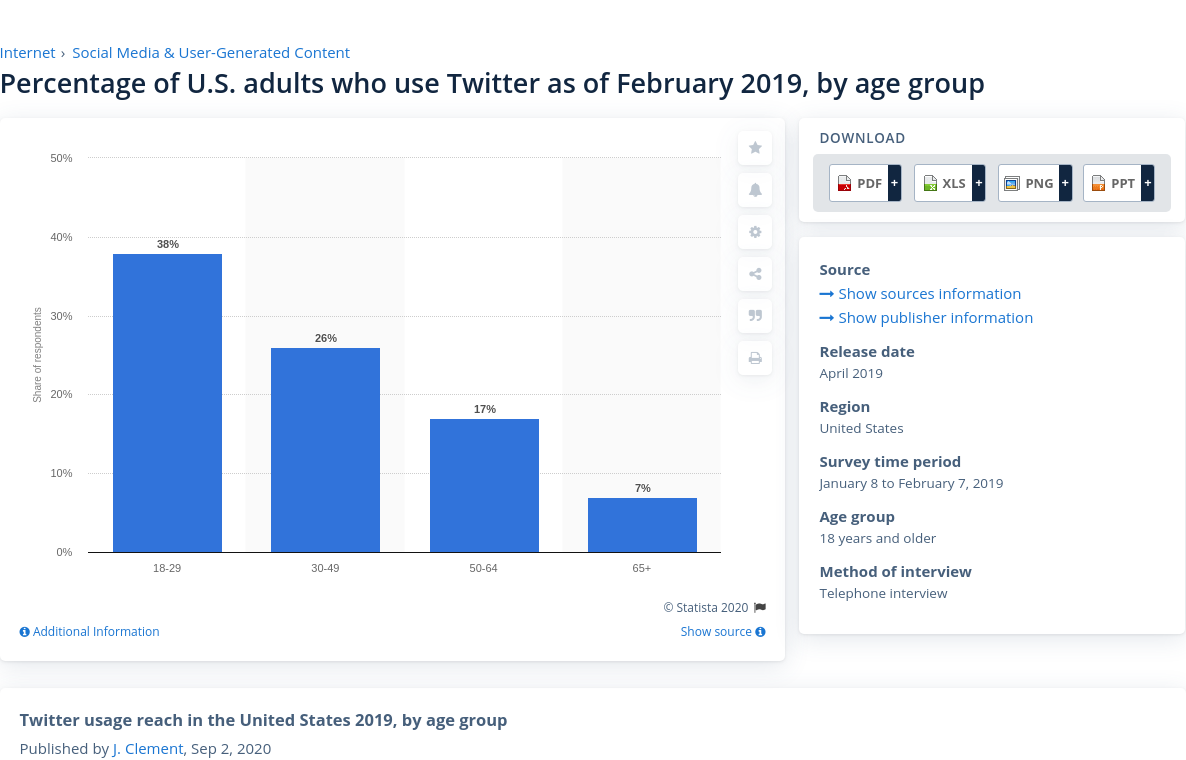 Internet › Social Media & User-Generated Content
Percentage of U.S. adults who use Twitter as of February 2019, by age group
50%
40%
30%
20%
10%
0%
Share of respondents
38%
26%
17%
7%
18-29
30-49
50-64
65+
© Statista 2020
Additional Information
Show source
DOWNLOAD
PDF +
XLS +
PNG +
PPT +
Source
Show sources information
Show publisher information
Release date
April 2019
Region
United States
Survey time period
January 8 to February 7, 2019
Age group
18 years and older
Method of interview
Telephone interview
Twitter usage reach in the United States 2019, by age group
Published by J. Clement, Sep 2, 2020